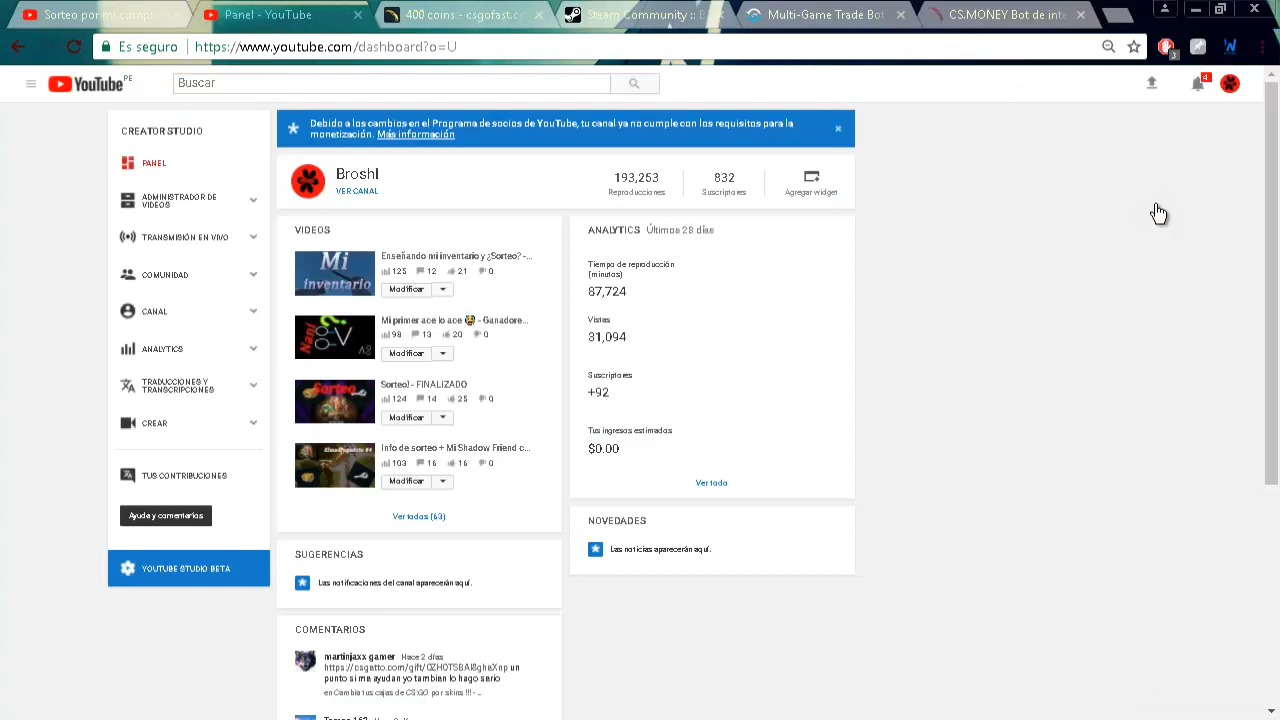 Sorteo por mi cumpl
Panel - YouTube
400 coins - csgofast.c
Steam Community :: B
Multi-Game Trade Bot
CS.MONEY Bot de inte
Es seguro
https://www.youtube.com/dashboard?o=U
3
YouTube PE
Buscar
4
CREATOR STUDIO
PANEL
ADMINISTRADOR DE
VIDEOS
TRANSMISIÓN EN VIVO
COMUNIDAD
CANAL
ANALYTICS
TRADUCCIONES Y
TRANSCRIPCIONES
CREAR
TUS CONTRIBUCIONES
Ayuda y comentarios
YOUTUBE STUDIO BETA
Debido a los cambios en el Programa de socios de YouTube, tu canal ya no cumple con los requisitos para la
monetización. Más información
Broshl
VER CANAL
193,253
Reproducciones
832
Suscriptores
Agregar widget
VIDEOS
Enseñando mi inventario y ¿Sorteo? -...
125 12 21 0
Modificar
Mi inventario
Mi primer ace lo ace - Ganadore...
98 13 20 0
Modificar
Sorteo! - FINALIZADO
124 14 25 0
Modificar
Sorteo
Info de sorteo + Mi Shadow Friend c...
103 16 16 0
Modificar
Ver todas (63)
ANALYTICS Últimos 28 días
Tiempo de reproducción
(minutos)
87,724
Vistas
31,094
Suscriptores
+92
Tus ingresos estimados
$0.00
Ver todo
NOVEDADES
Las noticias aparecerán aquí.
SUGERENCIAS
Las notificaciones del canal aparecerán aquí.
COMENTARIOS
martinjaxx gamer Hace 2 días
un
punto si me ayudan yo tambien lo hago serio
en Cambia tus cajas de CS:GO por skins !!! - ..